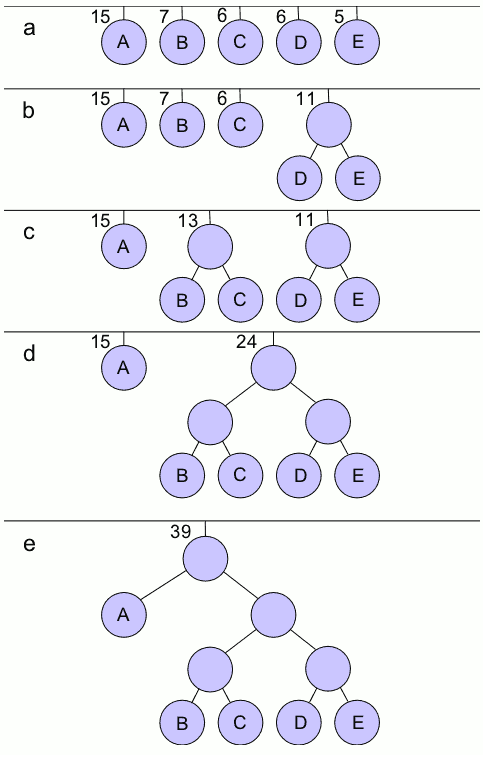 15 7 6 6 5
a A B C D E
15 7 6 11
b A B C
D E
15 13 11
c A
B C D E
15 24
d A
B C D E
39
e
A
B C D E